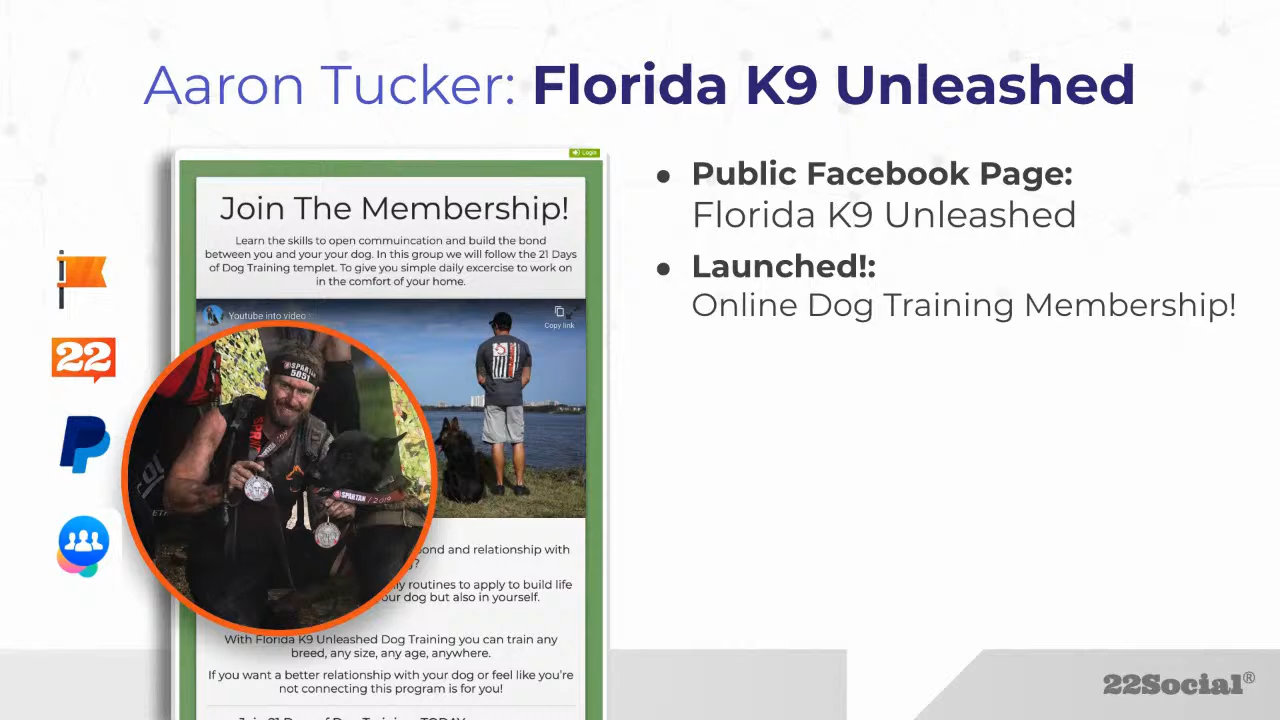 Aaron Tucker: Florida K9 Unleashed
Login
Join The Membership!
Learn the skills to open commuincation and build the bond
between you and your your dog. In this group we will follow the 21 Days
of Dog Training templet. To give you simple daily excercise to work on
in the comfort of your home.
Youtube into video
Copy link
SPARTAN
5051
SPARTAN
ond and relationship with
?
routines to apply to build life
our dog but also in yourself.
With Florida K9 Unleashed Dog Training you can train any
breed, any size, any age, anywhere.
If you want a better relationship with your dog or feel like you're
not connecting this program is for you!
22
• Public Facebook Page:
Florida K9 Unleashed
• Launched!:
Online Dog Training Membership!
22Social®